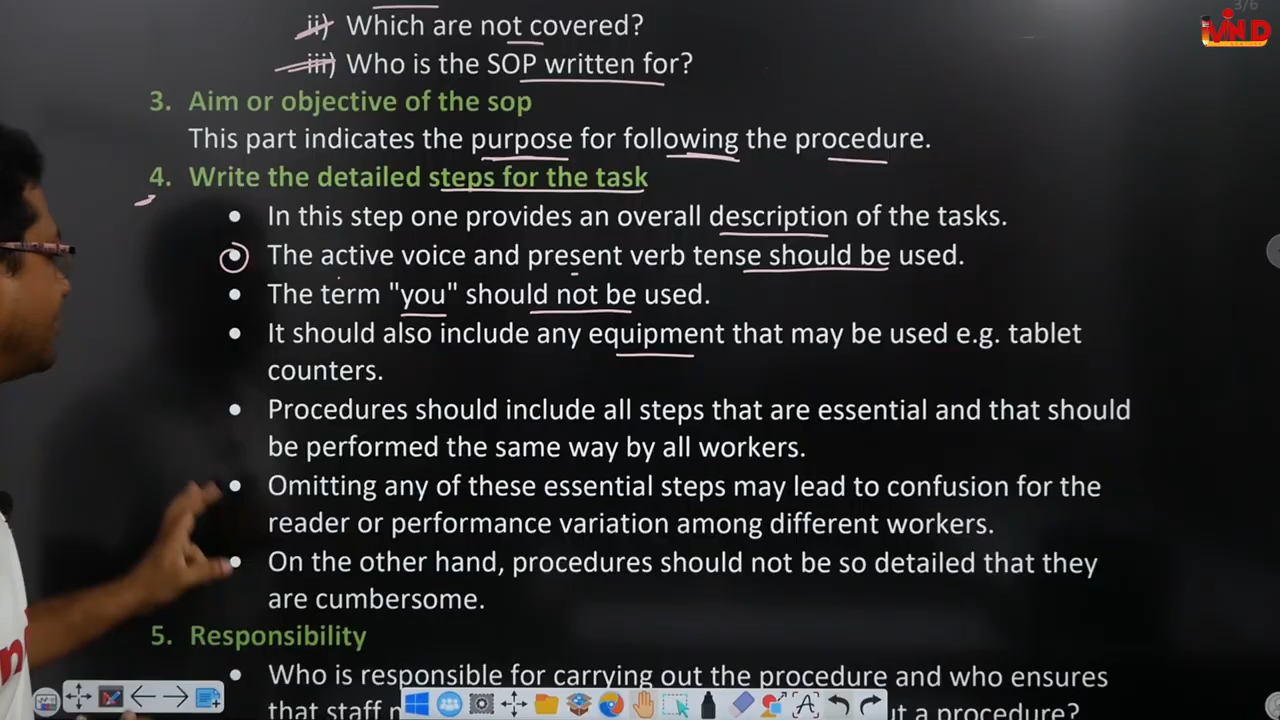 3/6
ii) Which are not covered?
iii) Who is the SOP written for?
3. Aim or objective of the sop
This part indicates the purpose for following the procedure.
4. Write the detailed steps for the task
• In this step one provides an overall description of the tasks.
• The active voice and present verb tense should be used.
• The term "you" should not be used.
• It should also include any equipment that may be used e.g. tablet
counters.
• Procedures should include all steps that are essential and that should
be performed the same way by all workers.
• Omitting any of these essential steps may lead to confusion for the
reader or performance variation among different workers.
• On the other hand, procedures should not be so detailed that they
are cumbersome.
5. Responsibility
• Who is responsible for carrying out the procedure and who ensures
that staff
a procedure?